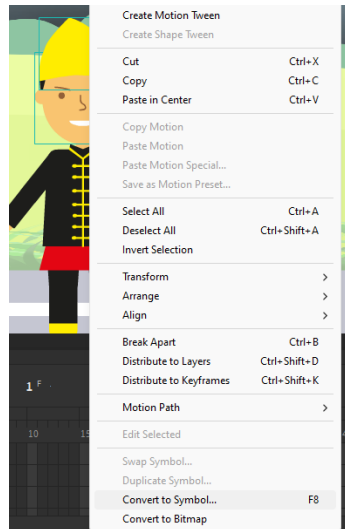 Create Motion Tween
Create Shape Tween
Cut Ctrl+X
Copy Ctrl+C
Paste in Center Ctrl+V
Copy Motion
Paste Motion
Paste Motion Special...
Save as Motion Preset...
Select All Ctrl+A
Deselect All Ctrl+Shift+A
Invert Selection
Transform
Arrange
Align
Break Apart Ctrl+B
Distribute to Layers Ctrl+Shift+D
Distribute to Keyframes Ctrl+Shift+K
1 F
Motion Path
10 15
Edit Selected
Swap Symbol...
Duplicate Symbol...
Convert to Symbol... F8
Convert to Bitmap